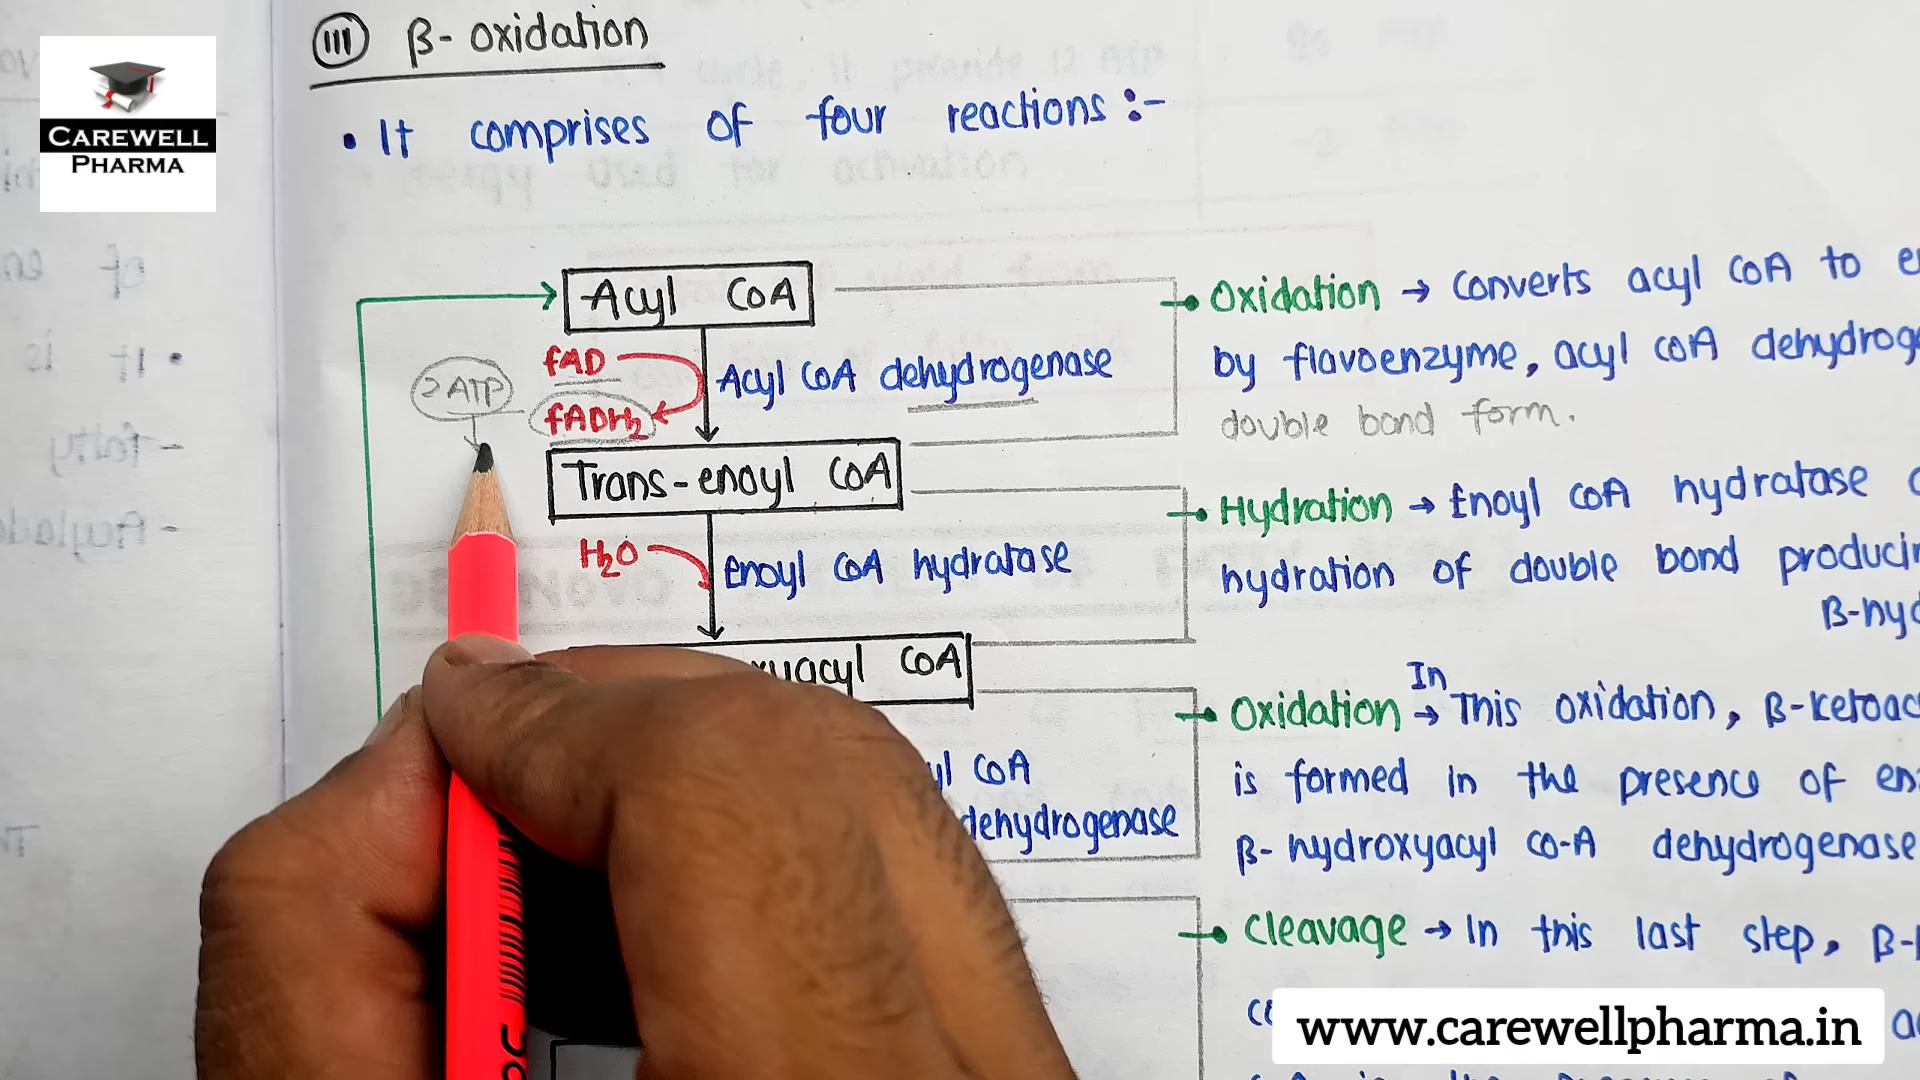 III β- oxidation
CAREWELL
PHARMA
• It comprises of four reactions :-
Acyl CoA
Oxidation → Converts acyl CoA to
by flavoenzyme, acyl CoA
double bond form.
FAD
Acyl CoA dehydrogenase
2 ATP
FADH2
Trans-enoyl CoA
Hydration → Enoyl CoA hydratase
hydration of double bond
H2O
Enoyl CoA hydratase
CoA
In
Oxidation → This oxidation,
is formed in the presence of
β- hydroxyacyl CO-A dehydrogenase
CoA
dehydrogenase
Cleavage → In this last step,
www.carewellpharma.in